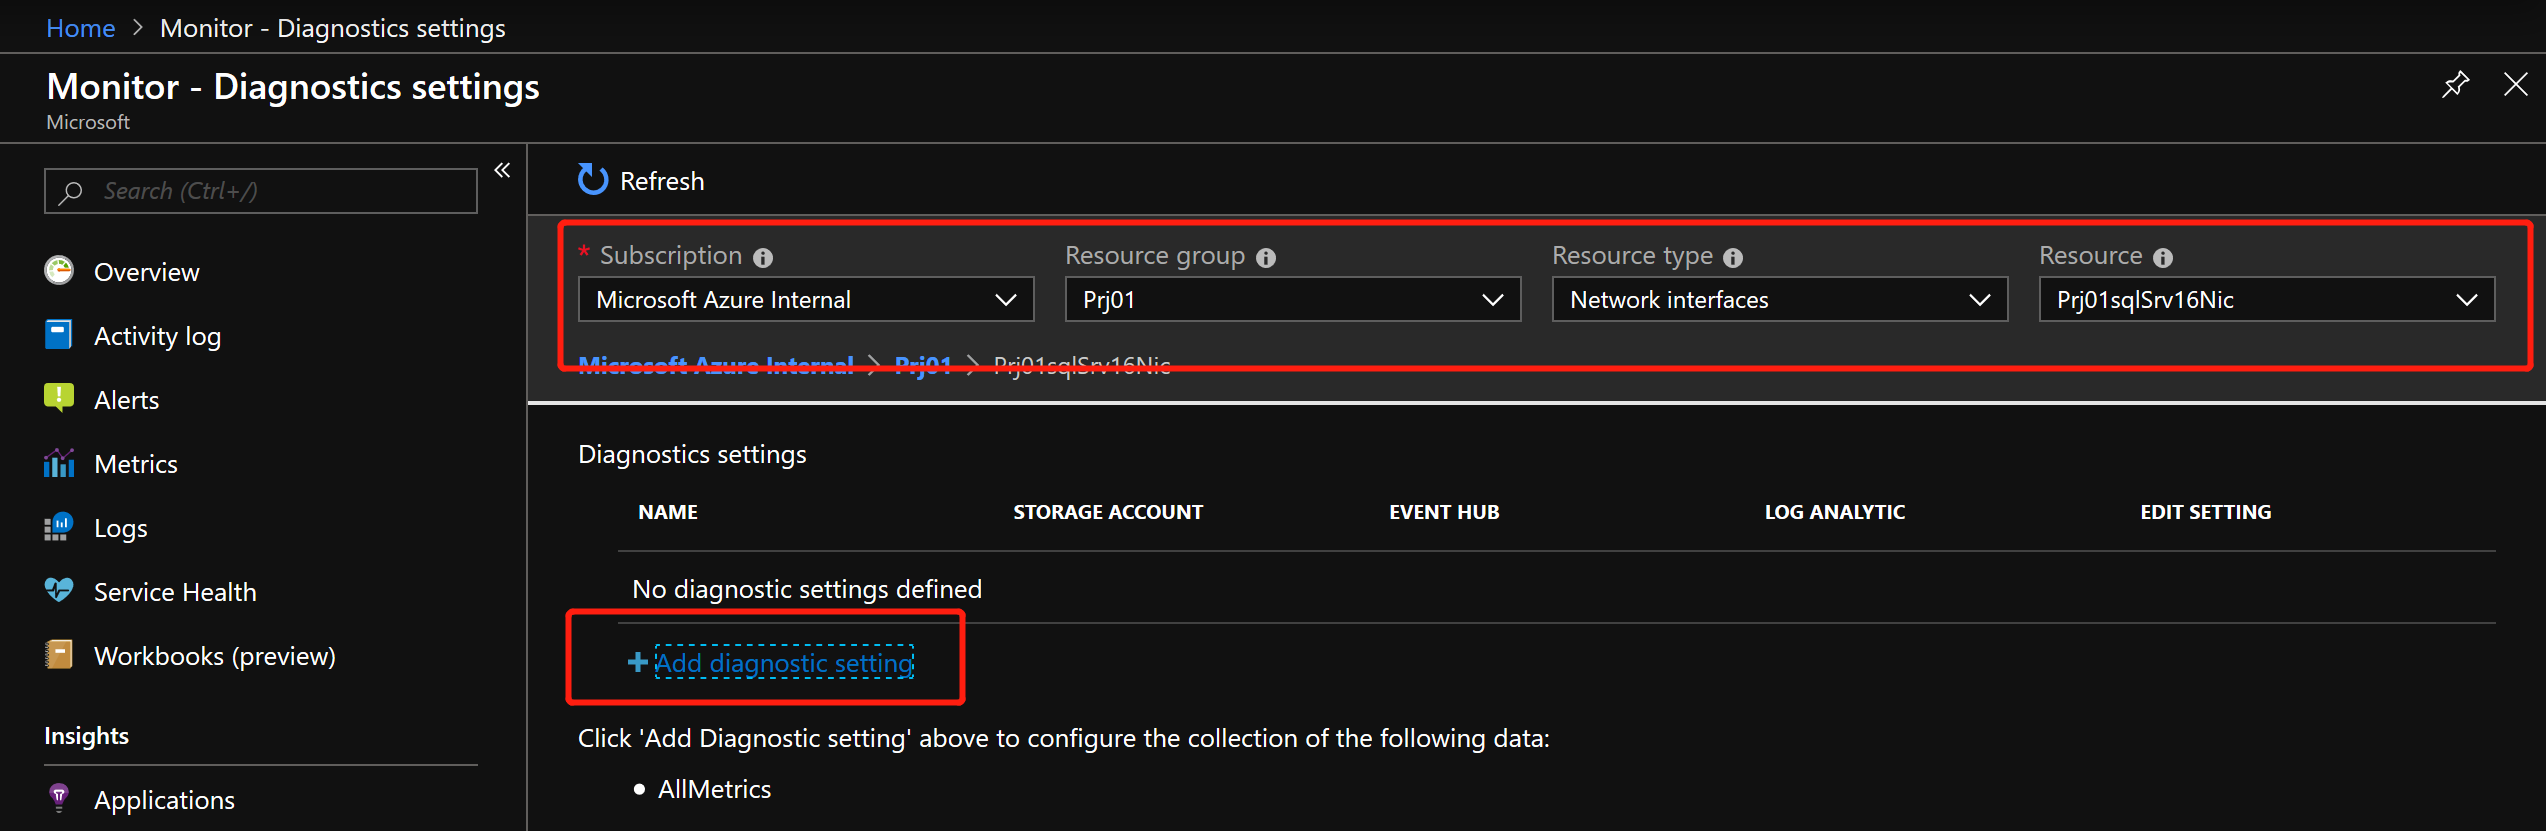 Home > Monitor - Diagnostics settings
Monitor - Diagnostics settings
Microsoft
Search (Ctrl+/)
«
Overview
Activity log
Alerts
Metrics
Logs
Service Health
Workbooks (preview)
Insights
Applications
Refresh
* Subscription
Microsoft Azure Internal
Resource group
Prj01
Resource type
Network interfaces
Resource
Prj01sqlSrv16Nic
Microsoft Azure Internal > Prj01 > Prj01sqlSrv16Nic
Diagnostics settings
NAME STORAGE ACCOUNT EVENT HUB LOG ANALYTIC EDIT SETTING
No diagnostic settings defined
+ Add diagnostic setting
Click 'Add Diagnostic setting' above to configure the collection of the following data:
• AllMetrics